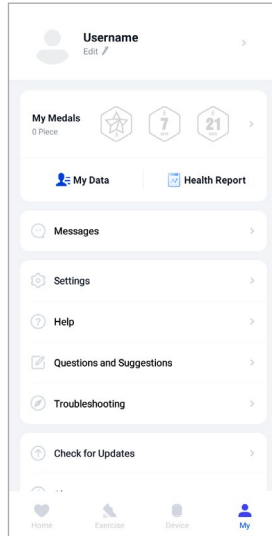 Username
Edit
My Medals
0 Piece
7
21
My Data
Health Report
Messages
Settings
Help
Questions and Suggestions
Troubleshooting
Check for Updates
Home
Exercise
Device
My